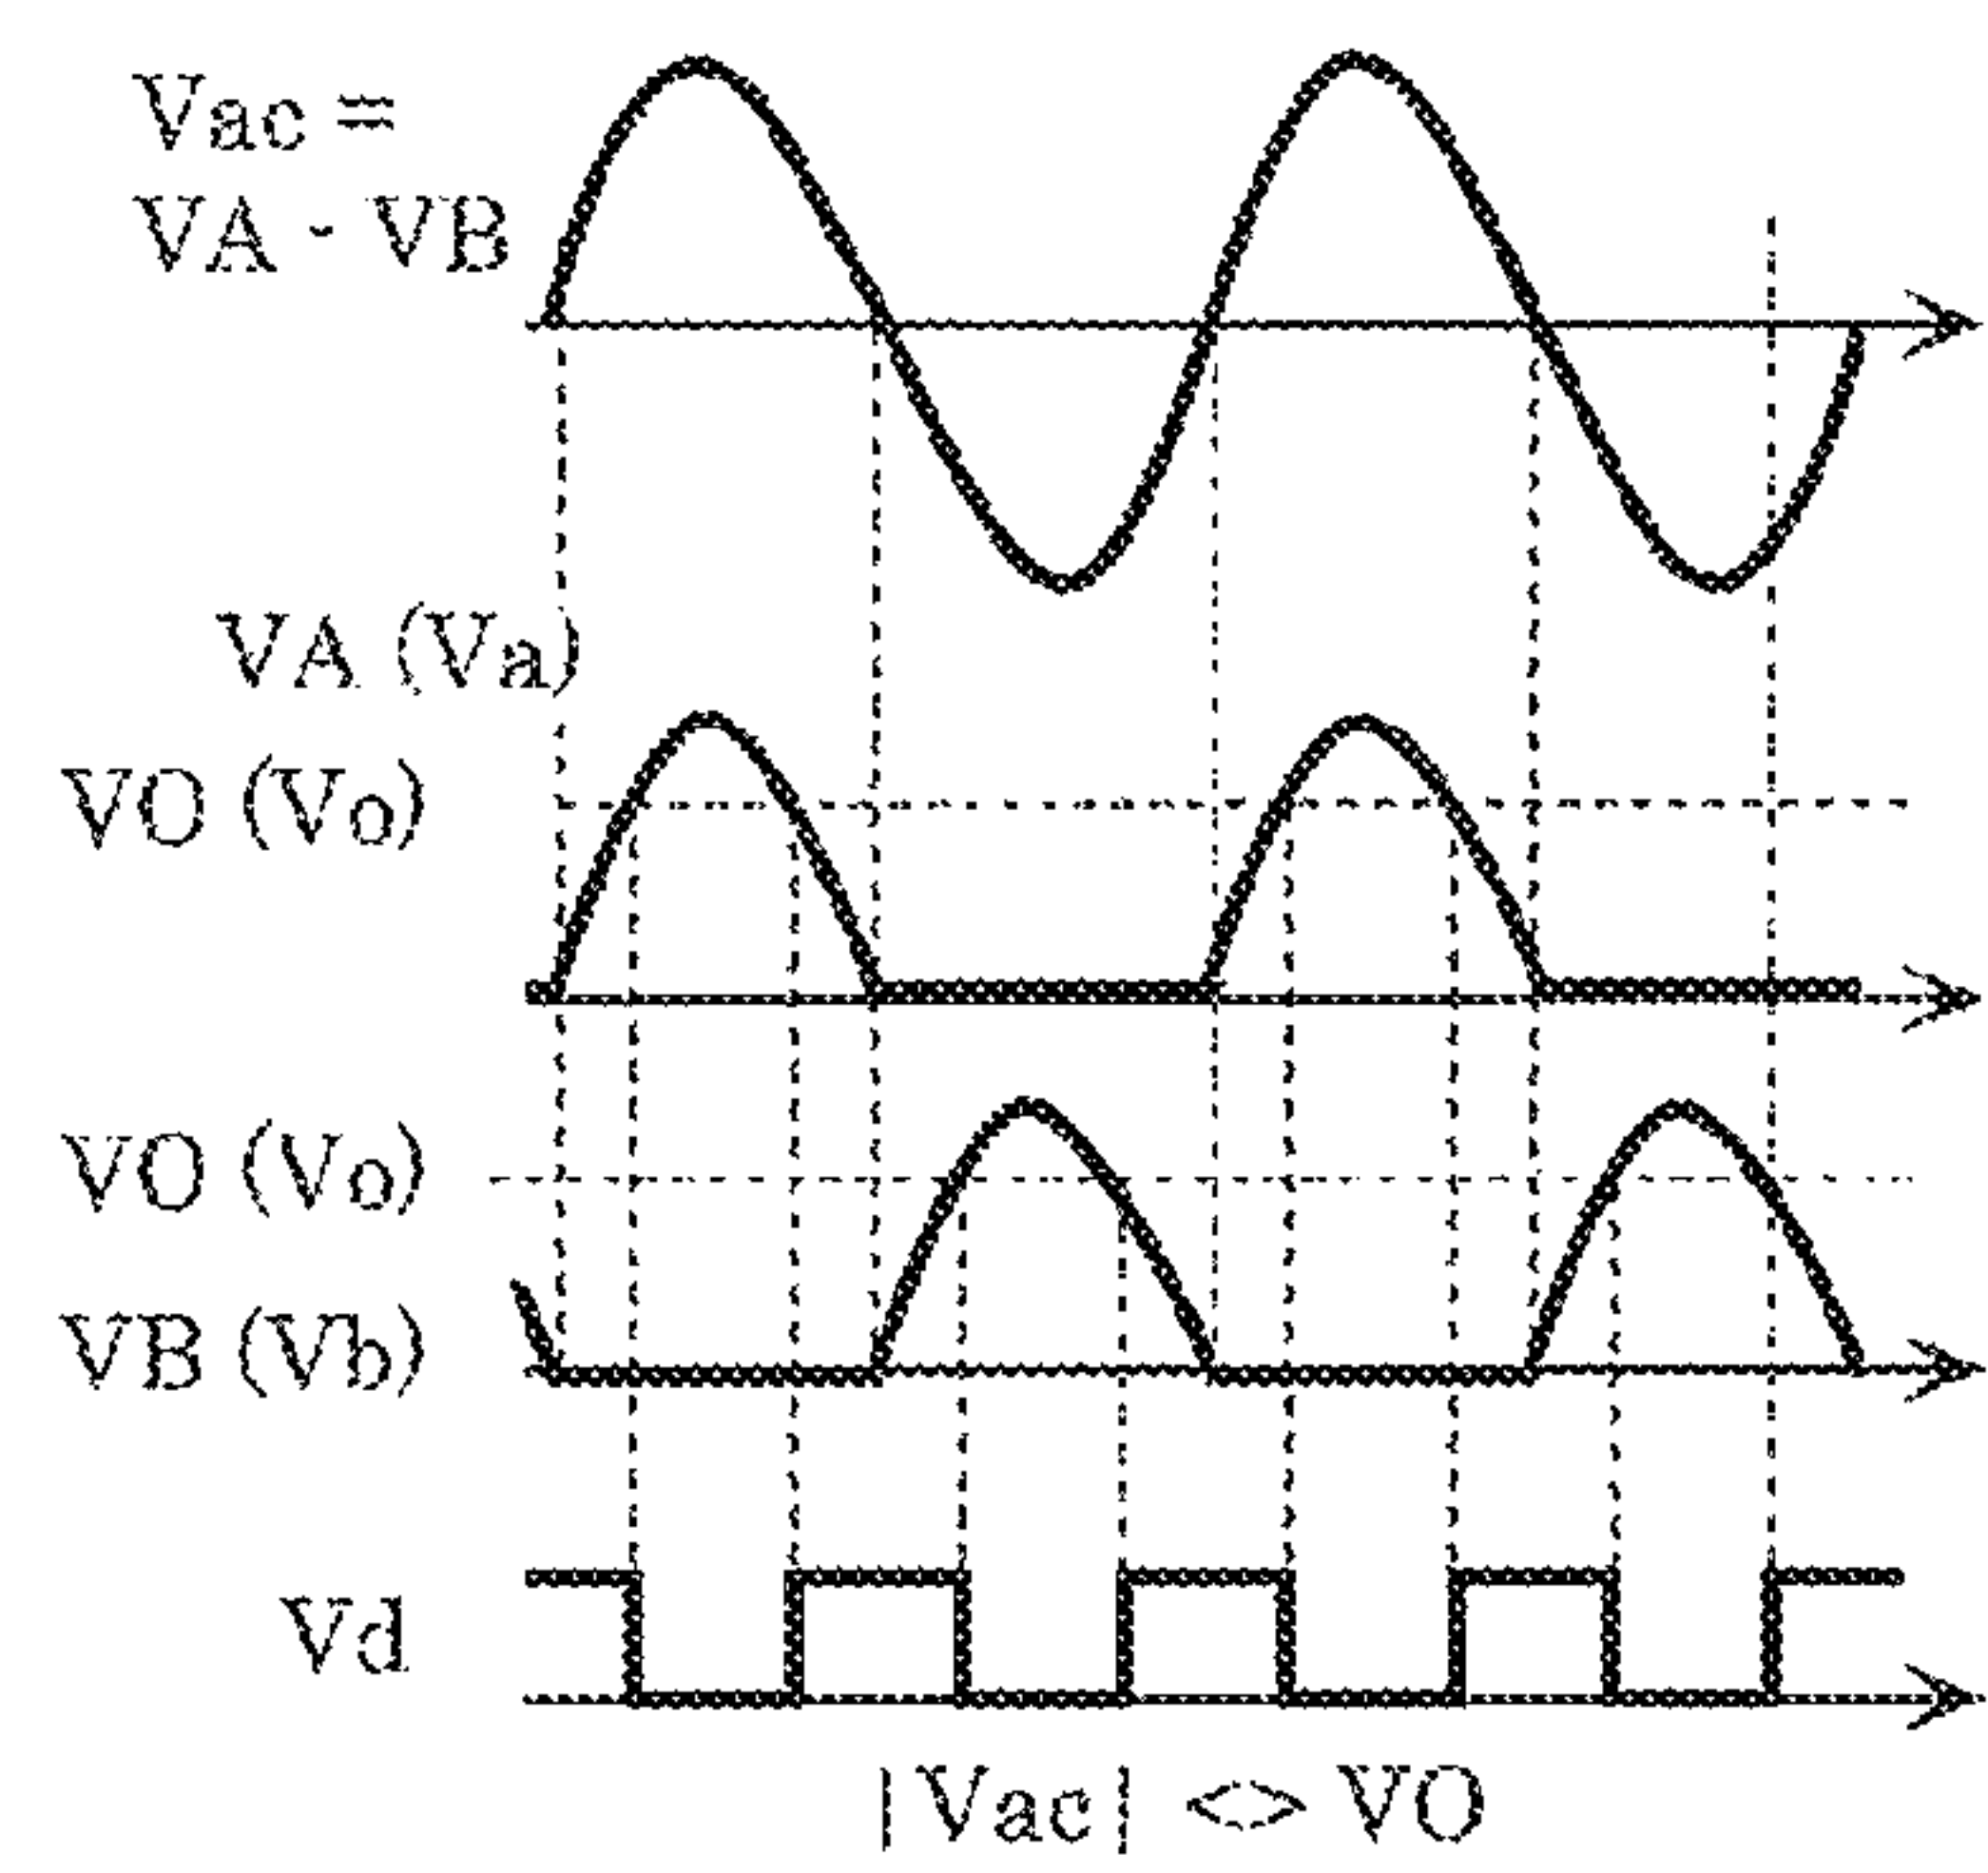 Vac =
VA - VB
VA (Va)
VO (Vo)
VO (Vo)
VB (Vb)
Vd
|Vac| <> VO